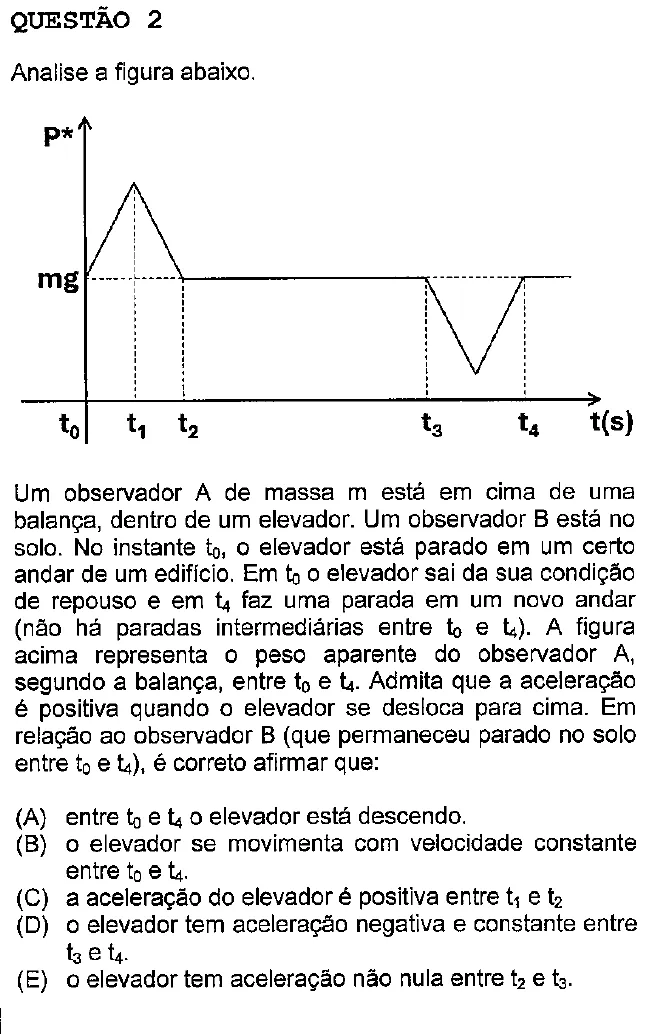 QUESTÃO 2
Analise a figura abaixo.
P*
mg
t₀ t₁ t₂ t₃ t₄ t(s)
Um observador A de massa m está em cima de uma
balança, dentro de um elevador. Um observador B está no
solo. No instante t₀, o elevador está parado em um certo
andar de um edifício. Em t₀ o elevador sai da sua condição
de repouso e em t₄ faz uma parada em um novo andar
(não há paradas intermediárias entre t₀ e t₄). A figura
acima representa o peso aparente do observador A,
segundo a balança, entre t₀ e t₄. Admita que a aceleração
é positiva quando o elevador se desloca para cima. Em
relação ao observador B (que permaneceu parado no solo
entre t₀ e t₄), é correto afirmar que:
(A) entre t₀ e t₄ o elevador está descendo.
(B) o elevador se movimenta com velocidade constante
entre t₀ e t₄.
(C) a aceleração do elevador é positiva entre t₁ e t₂
(D) o elevador tem aceleração negativa e constante entre
t₃ e t₄.
(E) o elevador tem aceleração não nula entre t₂ e t₃.